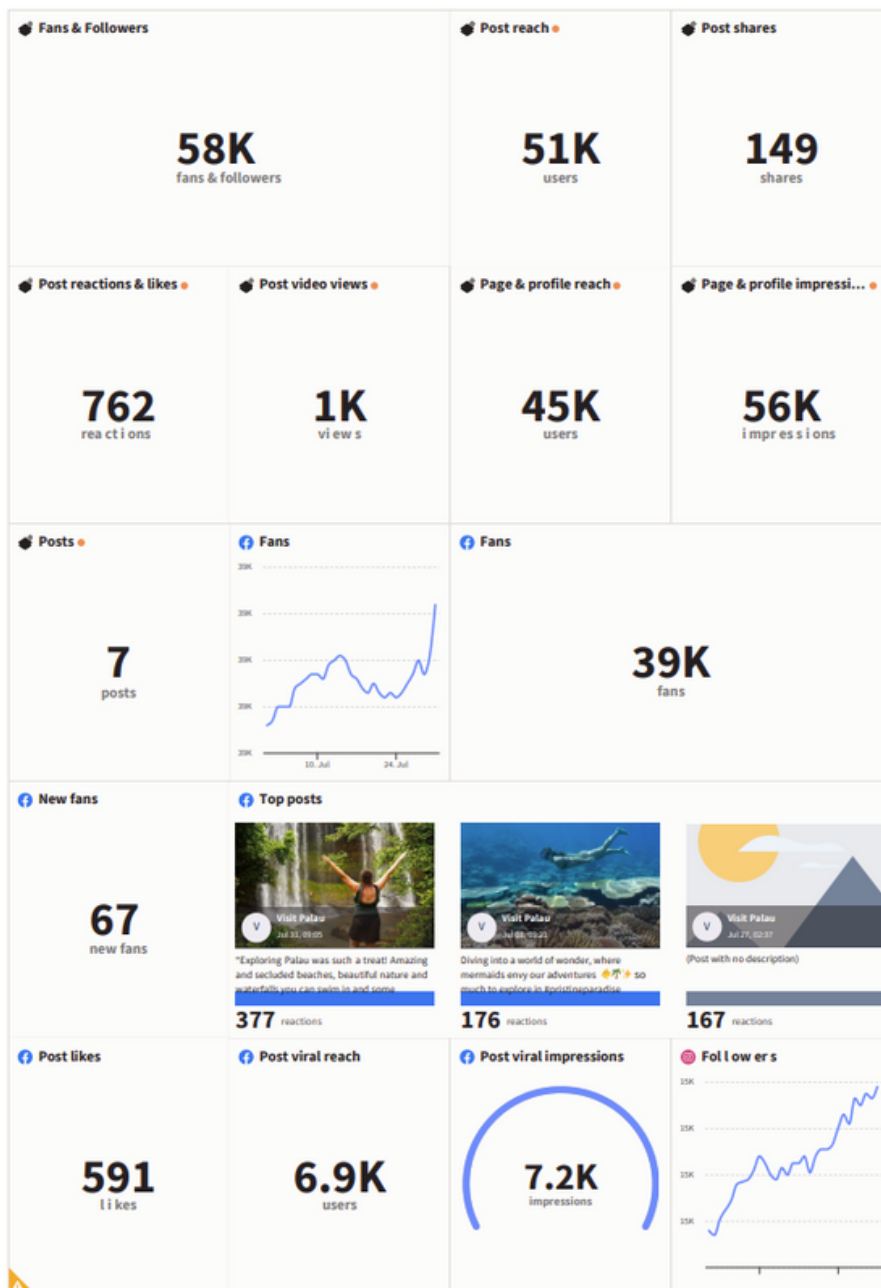 Fans & Followers
58K
fans & followers
Post reach
51K
users
Post shares
149
shares
Post reactions & likes
762
reactions
Post video views
1K
views
Page & profile reach
45K
users
Page & profile impressi...
56K
impressions
Posts
7
posts
Fans
39K
39K
39K
39K
39K
10. Jul
24. Jul
Fans
39K
fans
New fans
67
new fans
Top posts
V
Visit Palau
Jul 31, 09:05
"Exploring Palau was such a treat! Amazing
and secluded beaches, beautiful nature and
waterfalls you can swim in and some
377 reactions
V
Visit Palau
Diving into a world of wonder, where
mermaids envy our adventures 🧜🌴✨ so
much to explore in #pristineparadise
176 reactions
V
Visit Palau
Jul 27, 02:37
(Post with no description)
167 reactions
Post likes
591
likes
Post viral reach
6.9K
users
Post viral impressions
7.2K
impressions
Followers
15K
15K
15K
15K